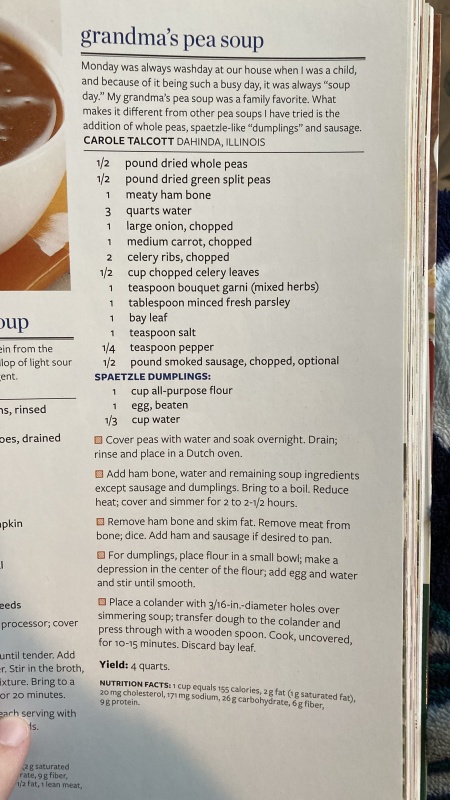 grandma's pea soup
Monday was always washday at our house when I was a child,
and because of it being such a busy day, it was always "soup
day." My grandma's pea soup was a family favorite. What
makes it different from other pea soups I have tried is the
addition of whole peas, spaetzle-like "dumplings" and sausage.
CAROLE TALCOTT DAHINDA, ILLINOIS
1/2 pound dried whole peas
1/2 pound dried green split peas
1 meaty ham bone
3 quarts water
1 large onion, chopped
1 medium carrot, chopped
2 celery ribs, chopped
1/2 cup chopped celery leaves
1 teaspoon bouquet garni (mixed herbs)
1 tablespoon minced fresh parsley
1 bay leaf
1 teaspoon salt
1/4 teaspoon pepper
1/2 pound smoked sausage, chopped, optional
SPAETZLE DUMPLINGS:
1 cup all-purpose flour
1 egg, beaten
1/3 cup water
Cover peas with water and soak overnight. Drain;
rinse and place in a Dutch oven.
Add ham bone, water and remaining soup ingredients
except sausage and dumplings. Bring to a boil. Reduce
heat; cover and simmer for 2 to 2-1/2 hours.
Remove ham bone and skim fat. Remove meat from
bone; dice. Add ham and sausage if desired to pan.
For dumplings, place flour in a small bowl; make a
depression in the center of the flour; add egg and water
and stir until smooth.
Place a colander with 3/16-in.-diameter holes over
simmering soup; transfer dough to the colander and
press through with a wooden spoon. Cook, uncovered,
for 10-15 minutes. Discard bay leaf.
Yield: 4 quarts.
NUTRITION FACTS: 1 cup equals 155 calories, 2 g fat (1 g saturated fat),
20 mg cholesterol, 171 mg sodium, 26 g carbohydrate, 6 g fiber,
9 g protein.
oup
ein from the
llop of light sour
ent.
ns, rinsed
oes, drained
pkin
l
eeds
processor; cover
until tender. Add
r. Stir in the broth,
ixture. Bring to a
or 20 minutes.
each serving with
ds.
2 g saturated
rate, 9 g fiber,
1/2 fat, 1 lean meat,